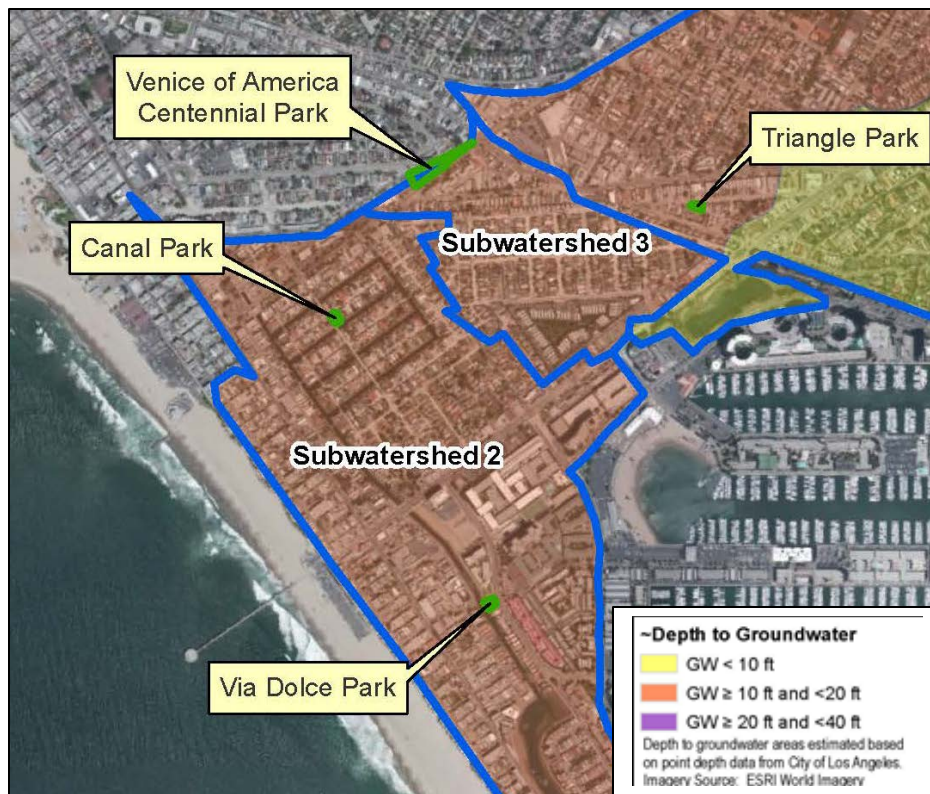 Venice of America
Centennial Park
Triangle Park
Canal Park
Subwatershed 3
Subwatershed 2
Via Dolce Park
~Depth to Groundwater
GW < 10 ft
GW ≥ 10 ft and <20 ft
GW ≥ 20 ft and <40 ft
Depth to groundwater areas estimated based
on point depth data from City of Los Angeles.
Imagery Source: ESRI World Imagery